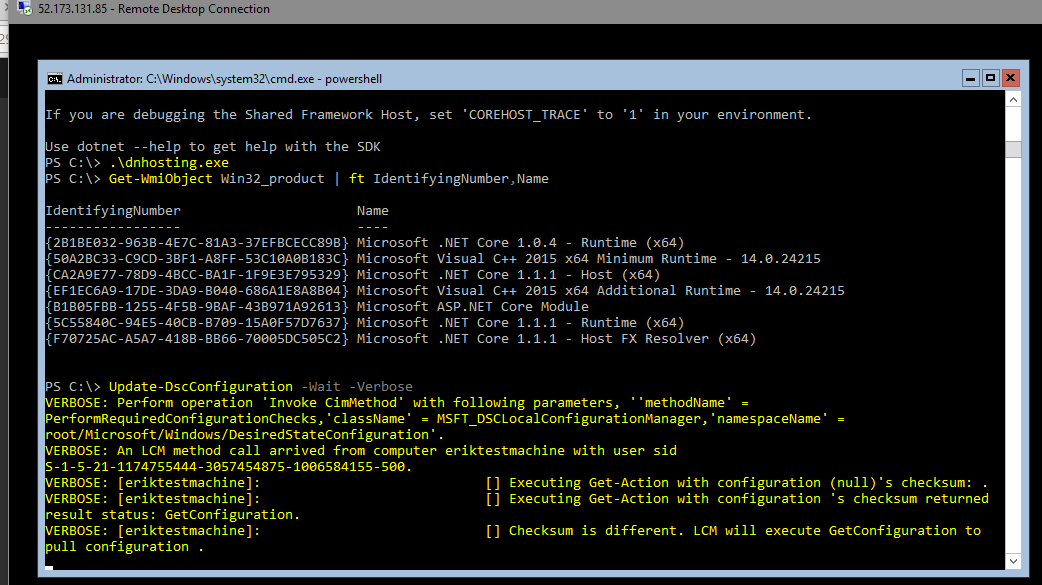 52.173.131.85 - Remote Desktop Connection
Administrator: C:\Windows\system32\cmd.exe - powershell
If you are debugging the Shared Framework Host, set 'COREHOST_TRACE' to '1' in your environment.
Use dotnet --help to get help with the SDK
PS C:\> .\dnhosting.exe
PS C:\> Get-WmiObject Win32_product | ft IdentifyingNumber,Name
IdentifyingNumber                      Name
-----------------                      ----
{2B1BE032-963B-4E7C-81A3-37EFBCECC89B} Microsoft .NET Core 1.0.4 - Runtime (x64)
{50A2BC33-C9CD-3BF1-A8FF-53C10A0B183C} Microsoft Visual C++ 2015 x64 Minimum Runtime - 14.0.24215
{CA2A9E77-78D9-4BCC-BA1F-1F9E3E795329} Microsoft .NET Core 1.1.1 - Host (x64)
{EF1EC6A9-17DE-3DA9-B040-686A1E8A8B04} Microsoft Visual C++ 2015 x64 Additional Runtime - 14.0.24215
{B1B05FBB-1255-4F5B-9BAF-43B971A92613} Microsoft ASP.NET Core Module
{5C55840C-94E5-40CB-B709-15A0F57D7637} Microsoft .NET Core 1.1.1 - Runtime (x64)
{F70725AC-A5A7-418B-BB66-70005DC505C2} Microsoft .NET Core 1.1.1 - Host FX Resolver (x64)
PS C:\> Update-DscConfiguration -Wait -Verbose
VERBOSE: Perform operation 'Invoke CimMethod' with following parameters, ''methodName' =
PerformRequiredConfigurationChecks,'className' = MSFT_DSCLocalConfigurationManager,'namespaceName' =
root/Microsoft/Windows/DesiredStateConfiguration'.
VERBOSE: An LCM method call arrived from computer eriktestmachine with user sid
S-1-5-21-1174755444-3057454875-1006584155-500.
VERBOSE: [eriktestmachine]:                            [] Executing Get-Action with configuration (null)'s checksum: .
VERBOSE: [eriktestmachine]:                            [] Executing Get-Action with configuration 's checksum returned
result status: GetConfiguration.
VERBOSE: [eriktestmachine]:                            [] Checksum is different. LCM will execute GetConfiguration to
pull configuration .